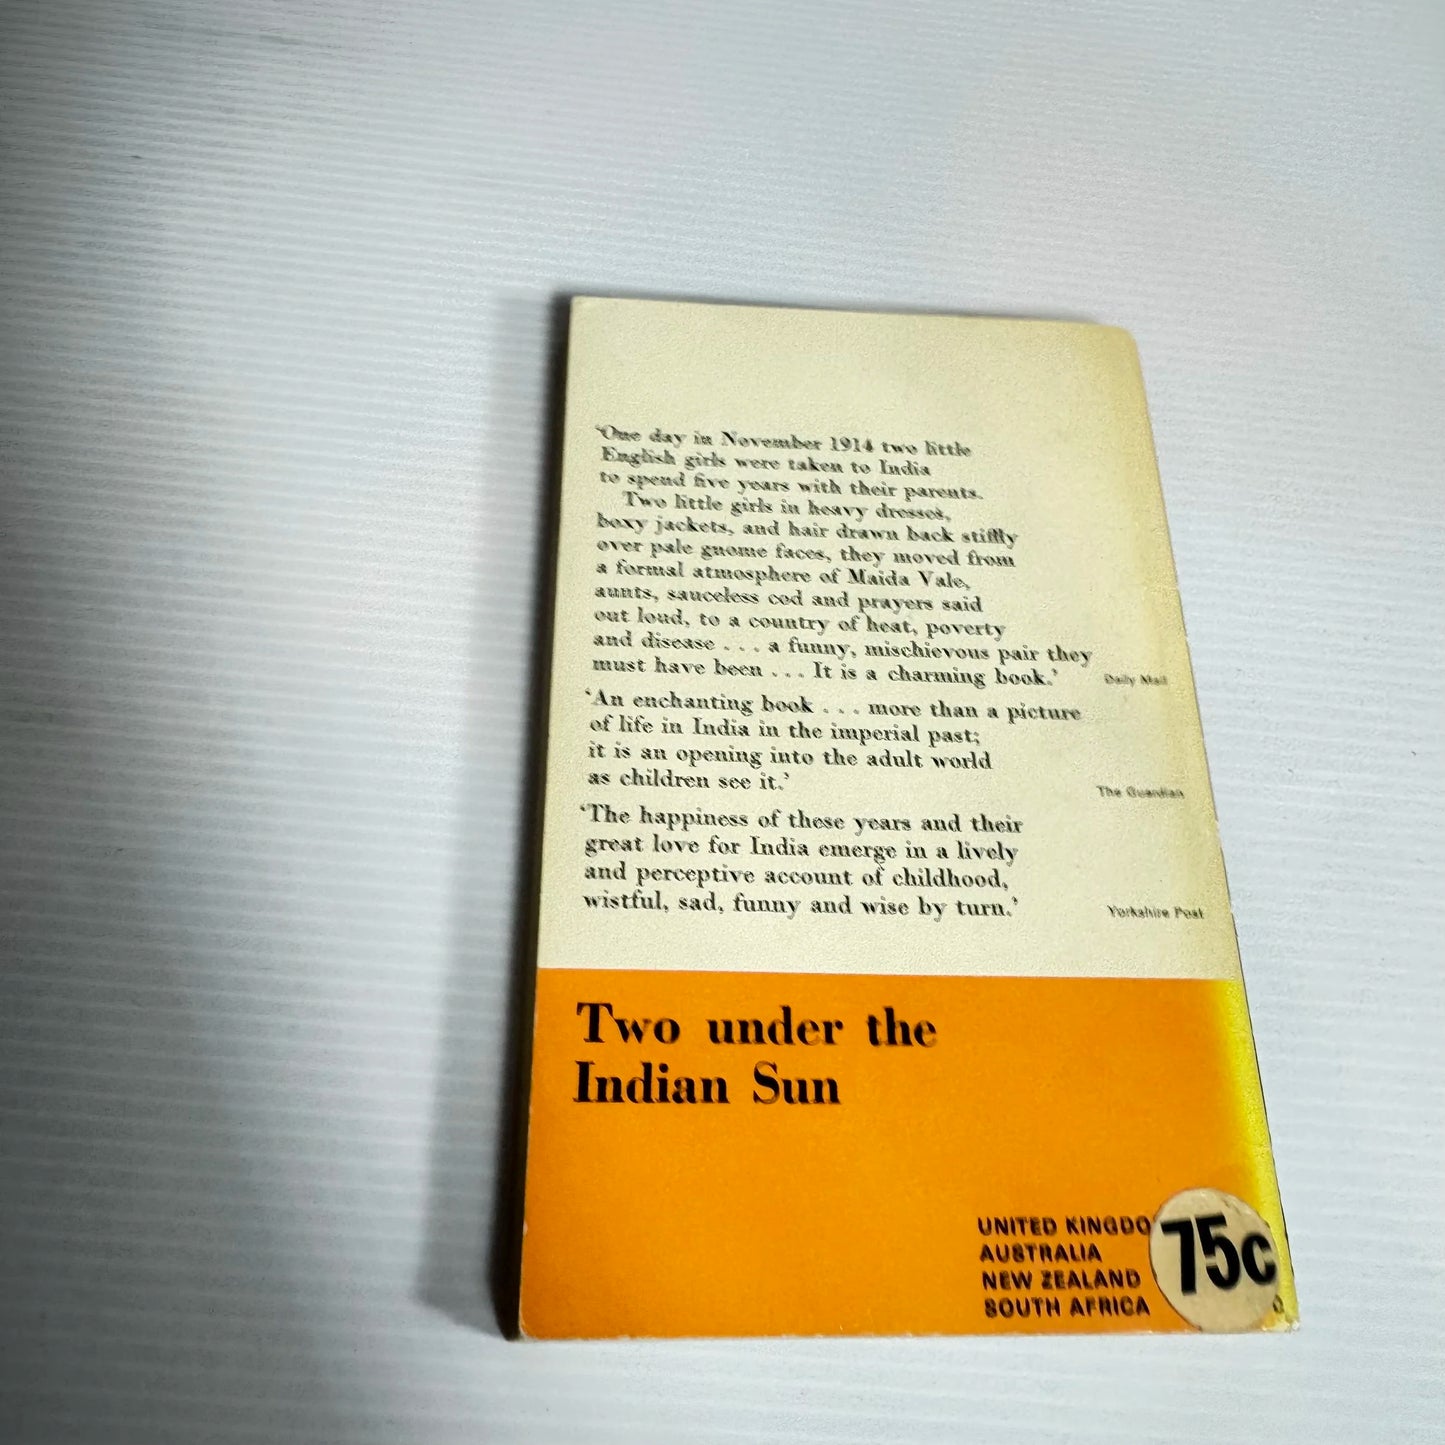 'One day in November 1914 two little
English girls were taken to India
to spend five years with their parents.
Two little girls in heavy dresses,
boxy jackets, and hair drawn back stiffly
over pale gnome faces, they moved from
a formal atmosphere of Maida Vale,
aunts, sauceless cod and prayers said
out loud, to a country of heat, poverty
and disease . . . a funny, mischievous pair they
must have been . . . It is a charming book.' Daily Mail
'An enchanting book . . . more than a picture
of life in India in the imperial past;
it is an opening into the adult world
as children see it.' The Guardian
'The happiness of these years and their
great love for India emerge in a lively
and perceptive account of childhood,
wistful, sad, funny and wise by turn.' Yorkshire Post
Two under the
Indian Sun
UNITED KINGDO
AUSTRALIA
NEW ZEALAND
SOUTH AFRICA
75c